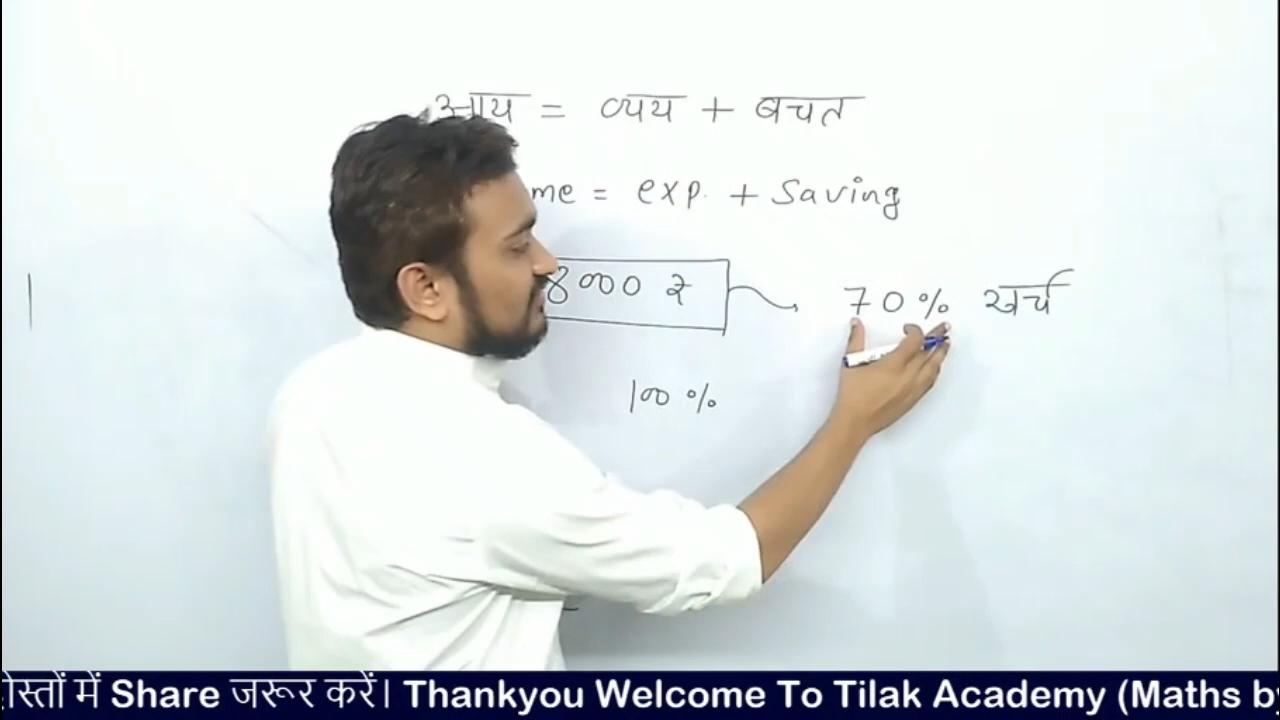 आय = व्यय + बचत
me = exp. + Saving
8000 ₹ 70% खर्च
100 %
स्तों में Share जरूर करें। Thankyou Welcome To Tilak Academy (Maths by